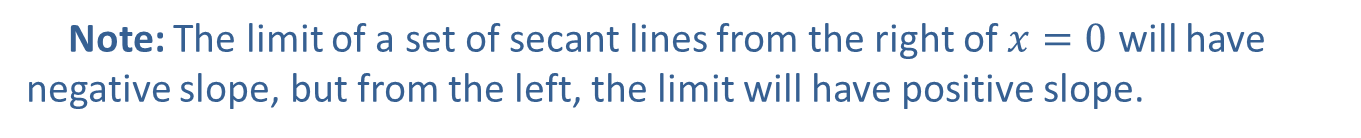 Note: The limit of a set of secant lines from the right of x = 0 will have
negative slope, but from the left, the limit will have positive slope.